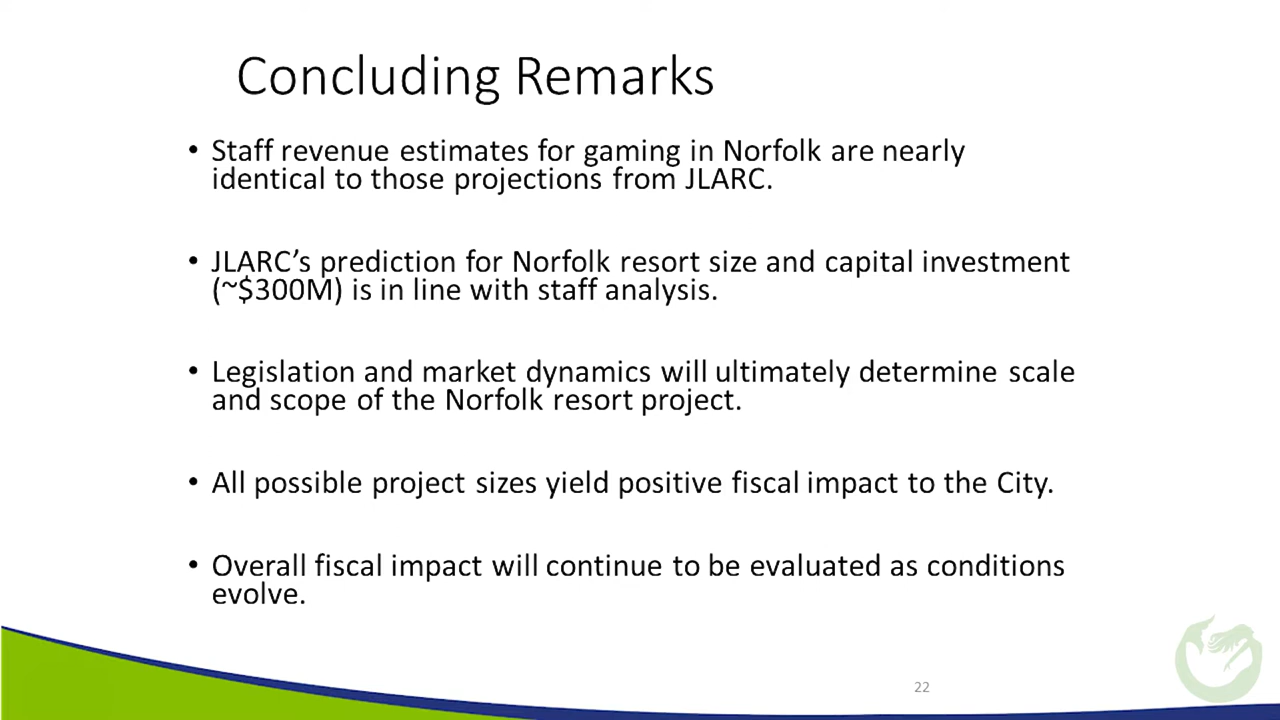 Concluding Remarks
• Staff revenue estimates for gaming in Norfolk are nearly
identical to those projections from JLARC.
• JLARC’s prediction for Norfolk resort size and capital investment
(~$300M) is in line with staff analysis.
• Legislation and market dynamics will ultimately determine scale
and scope of the Norfolk resort project.
• All possible project sizes yield positive fiscal impact to the City.
• Overall fiscal impact will continue to be evaluated as conditions
evolve.
22